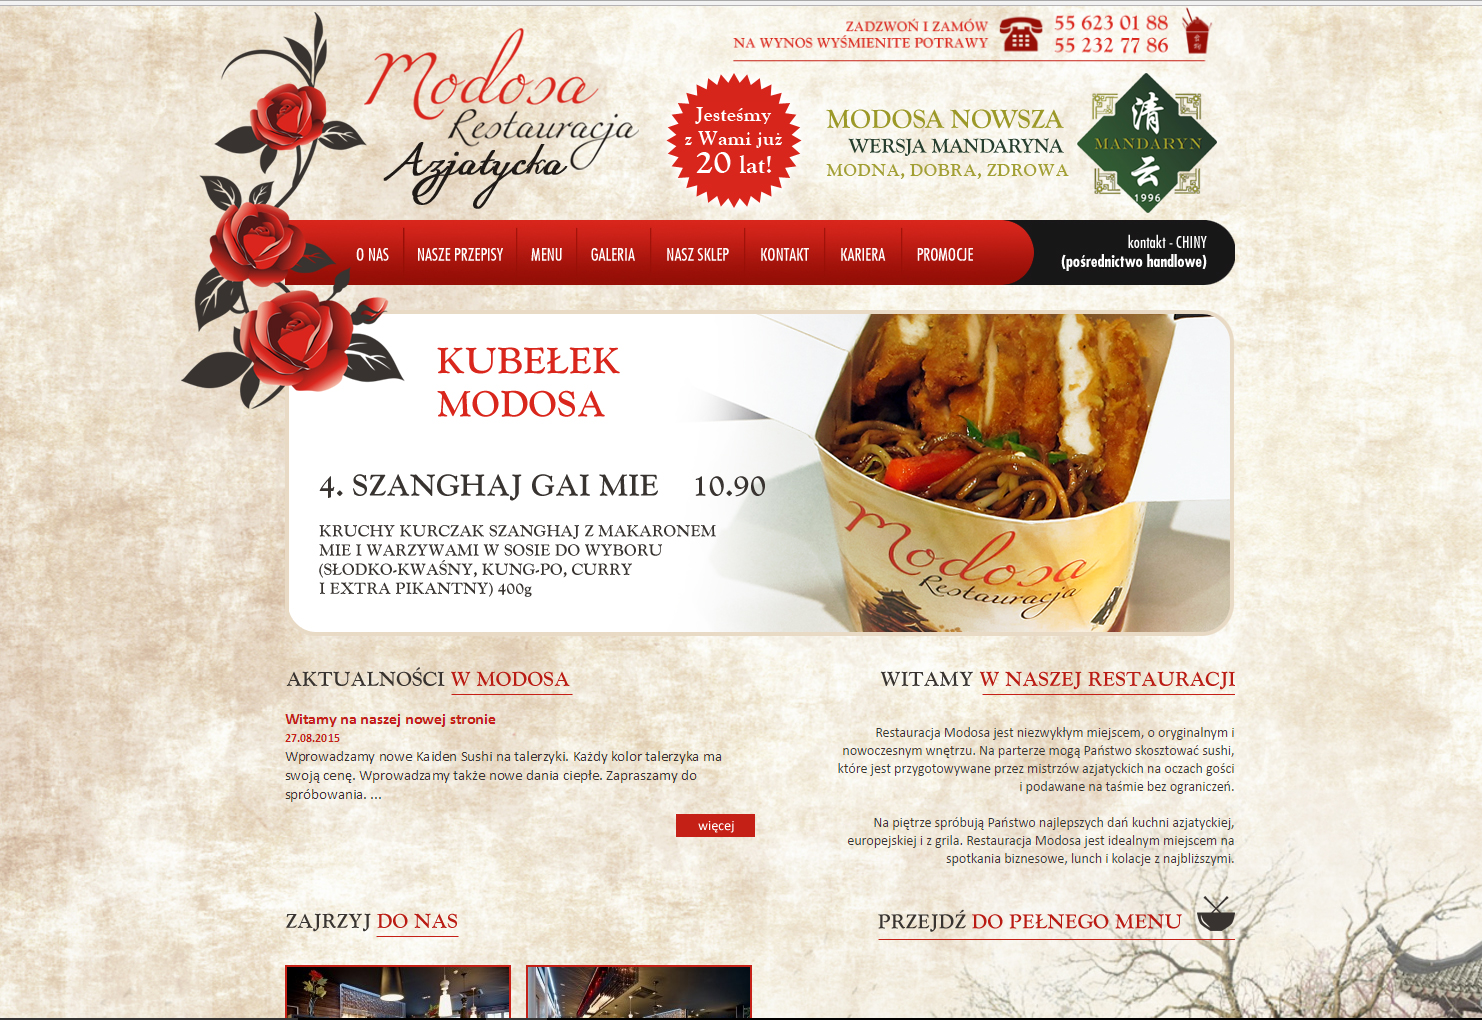 ZADZWOŃ I ZAMÓW
NA WYNOS WYŚMIENITE POTRAWY
55 623 01 88
55 232 77 86
Modosa
Restauracja
Azjatycka
Jesteśmy
z Wami już
20 lat!
MODOSA NOWSZA
WERSJA MANDARYNA
MODNA, DOBRA, ZDROWA
清
MANDARYN
云
1996
O NAS
NASZE PRZEPISY
MENU
GALERIA
NASZ SKLEP
KONTAKT
KARIERA
PROMOCJE
kontakt - CHINY
(pośrednictwo handlowe)
KUBEŁEK
MODOSA
4. SZANGHAJ GAI MIE 10.90
KRUCHY KURCZAK SZANGHAJ Z MAKARONEM
MIE I WARZYWAMI W SOSIE DO WYBORU
(SŁODKO-KWAŚNY, KUNG-PO, CURRY
I EXTRA PIKANTNY) 400g
Modosa
Restauracja
AKTUALNOŚCI W MODOSA
Witamy na naszej nowej stronie
27.08.2015
Wprowadzamy nowe Kaiden Sushi na talerzyki. Każdy kolor talerzyka ma
swoją cenę. Wprowadzamy także nowe dania ciepłe. Zapraszamy do
spróbowania. ...
więcej
WITAMY W NASZEJ RESTAURACJI
Restauracja Modosa jest niezwykłym miejscem, o oryginalnym i
nowoczesnym wnętrzu. Na parterze mogą Państwo skosztować sushi,
które jest przygotowywane przez mistrzów azjatyckich na oczach gości
i podawane na taśmie bez ograniczeń.
Na piętrze spróbują Państwo najlepszych dań kuchni azjatyckiej,
europejskiej i z grila. Restauracja Modosa jest idealnym miejscem na
spotkania biznesowe, lunch i kolacje z najbliższymi.
ZAJRZYJ DO NAS
PRZEJDŹ DO PEŁNEGO MENU